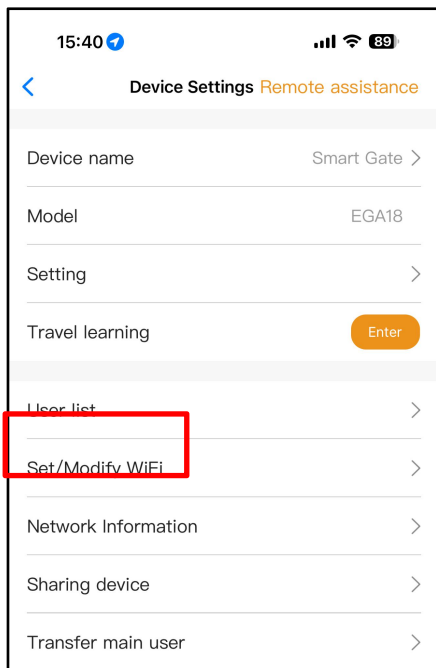 15:40 89
Device Settings Remote assistance
Device name Smart Gate
Model EGA18
Setting
Travel learning Enter
User list
Set/Modify WiFi
Network Information
Sharing device
Transfer main user